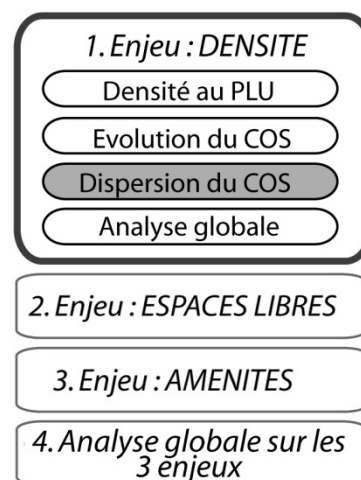 1. Enjeu : DENSITE
Densité au PLU
Evolution du COS
Dispersion du COS
Analyse globale
2. Enjeu : ESPACES LIBRES
3. Enjeu : AMENITES
4. Analyse globale sur les
3 enjeux